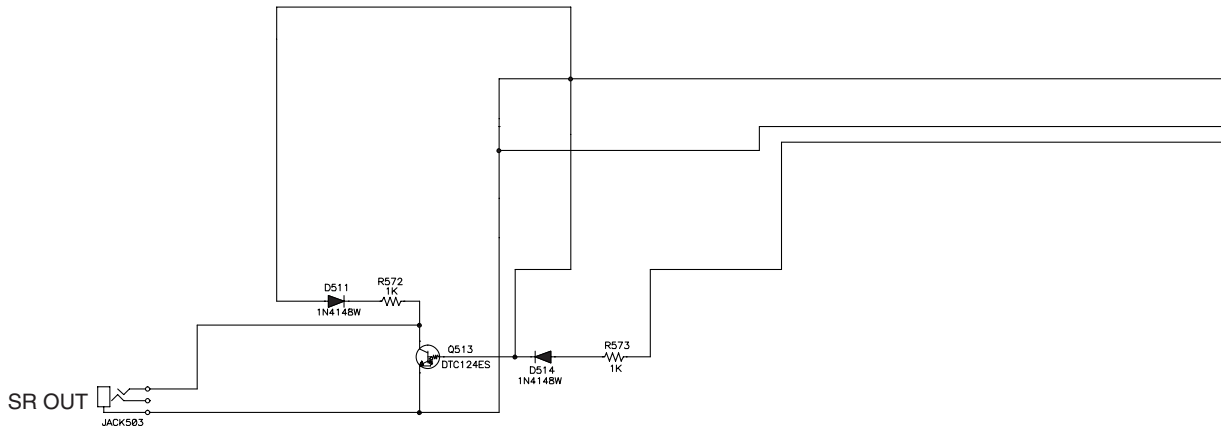 D511
1N4148W
R572
1K
Q513
DTC124ES
D514
1N4148W
R573
1K
SR OUT
JACK503